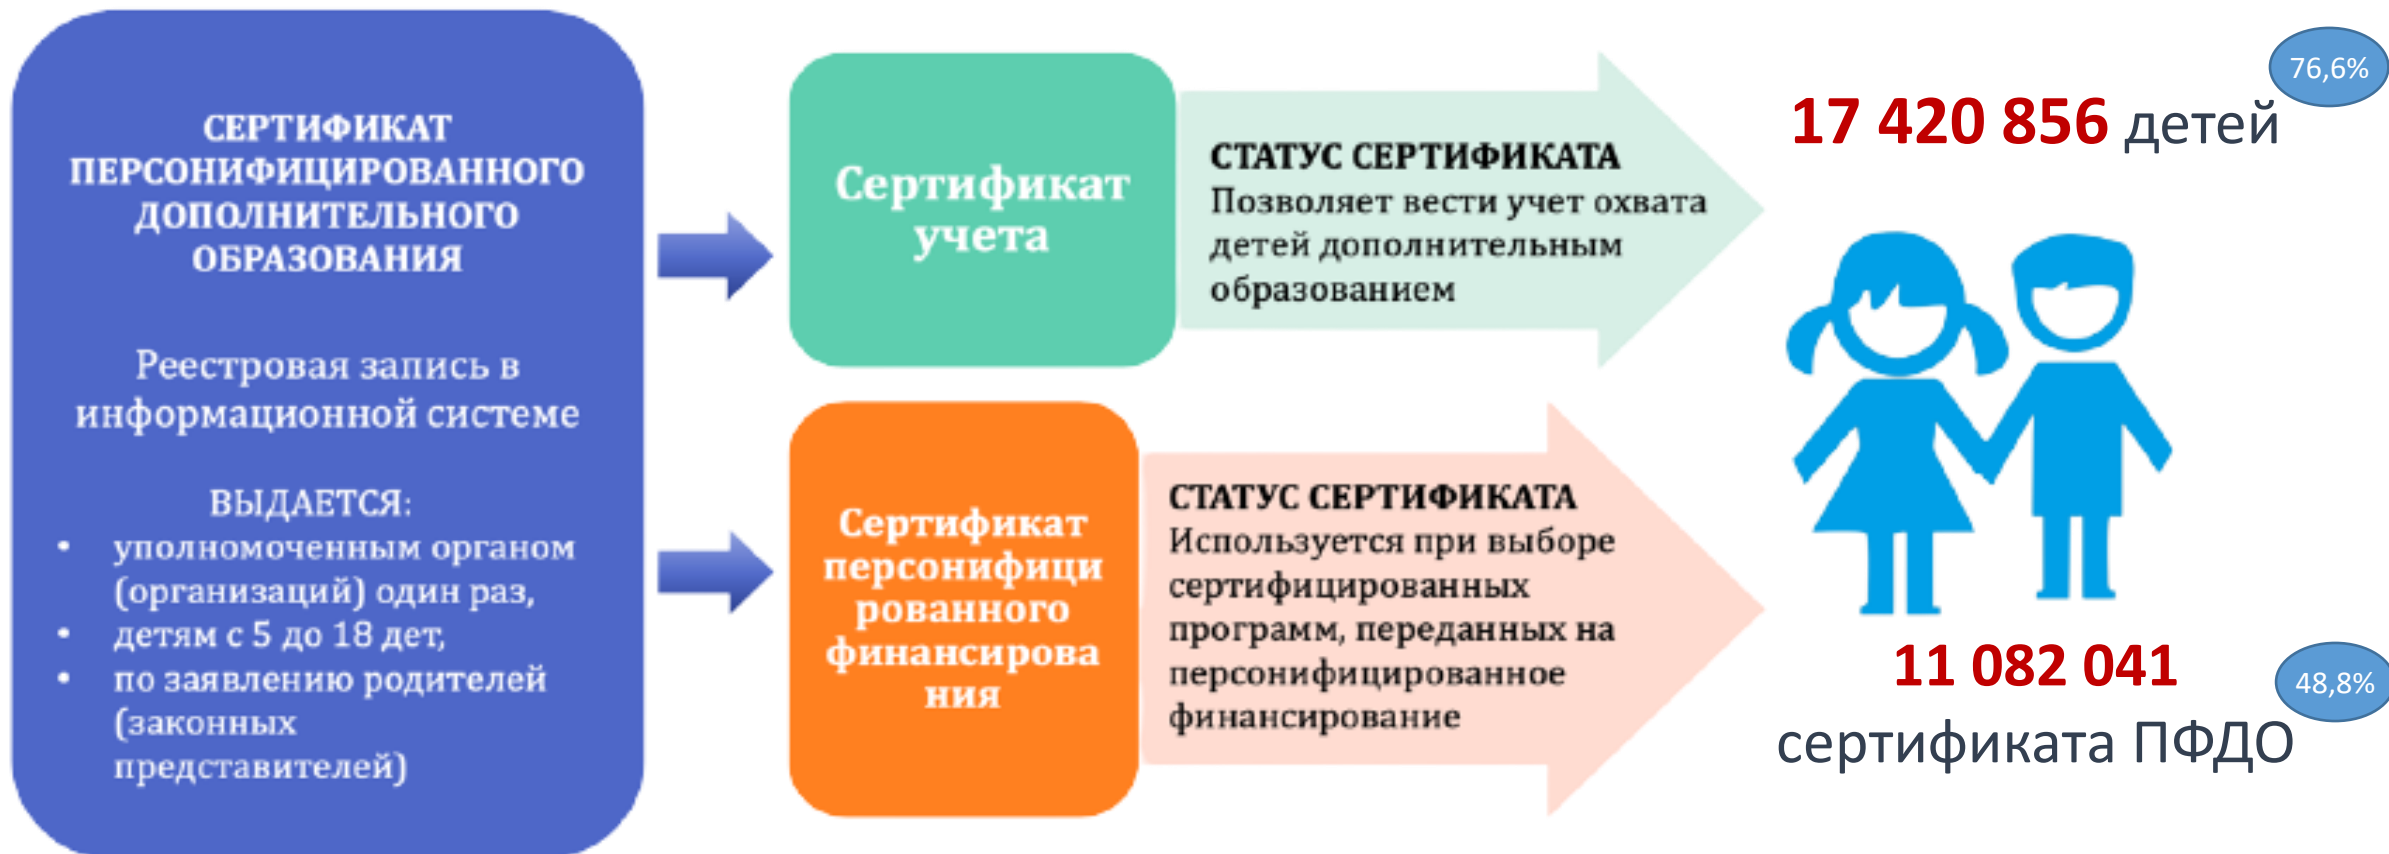 СЕРТИФИКАТ
ПЕРСОНИФИЦИРОВАННОГО
ДОПОЛНИТЕЛЬНОГО
ОБРАЗОВАНИЯ
Реестровая запись в
информационной системе
ВЫДАЕТСЯ:
• уполномоченным органом
(организаций) один раз,
• детям с 5 до 18 дет,
• по заявлению родителей
(законных
представителей)
Сертификат
учета
СТАТУС СЕРТИФИКАТА
Позволяет вести учет охвата
детей дополнительным
образованием
76,6%
17 420 856 детей
Сертификат
персонифици
рованного
финансирова
ния
СТАТУС СЕРТИФИКАТА
Используется при выборе
сертифицированных
программ, переданных на
персонифицированное
финансирование
11 082 041
48,8%
сертификата ПФДО